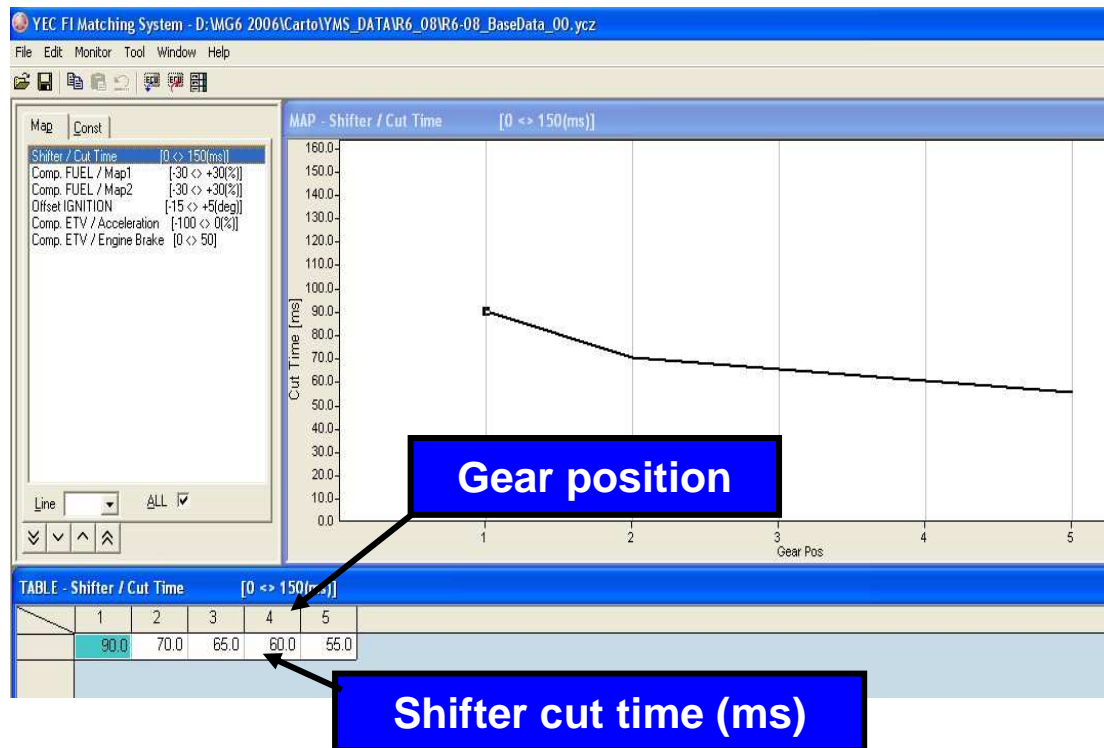 YEC FI Matching System - D:\MG6 2006\Carto\YMS_DATA\R6_08\R6-08_BaseData_00.ycz
File Edit Monitor Tool Window Help
Map Const
Shifter / Cut Time [0 <> 150(ms)]
Comp. FUEL / Map1 [-30 <> +30(%)]
Comp. FUEL / Map2 [-30 <> +30(%)]
Offset IGNITION [-15 <> +5(deg)]
Comp. ETV / Acceleration [-100 <> 0(%)]
Comp. ETV / Engine Brake [0 <> 50]
Line ALL
MAP - Shifter / Cut Time [0 <> 150(ms)]
160.0
150.0
140.0
130.0
120.0
110.0
100.0
90.0
80.0
70.0
60.0
50.0
40.0
30.0
20.0
10.0
0.0
Cut Time [ms]
1 2 3 4 5
Gear Pos
Gear position
TABLE - Shifter / Cut Time [0 <> 150(ms)]
1 2 3 4 5
90.0 70.0 65.0 60.0 55.0
Shifter cut time (ms)